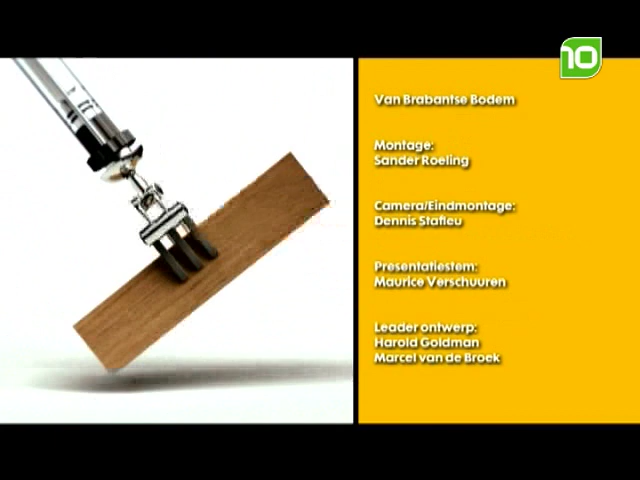 10
Van Brabantse Bodem
Montage:
Sander Roeling
Camera/Eindmontage:
Dennis Stafleu
Presentatiestem:
Maurice Verschuuren
Leader ontwerp:
Harold Goldman
Marcel van de Broek